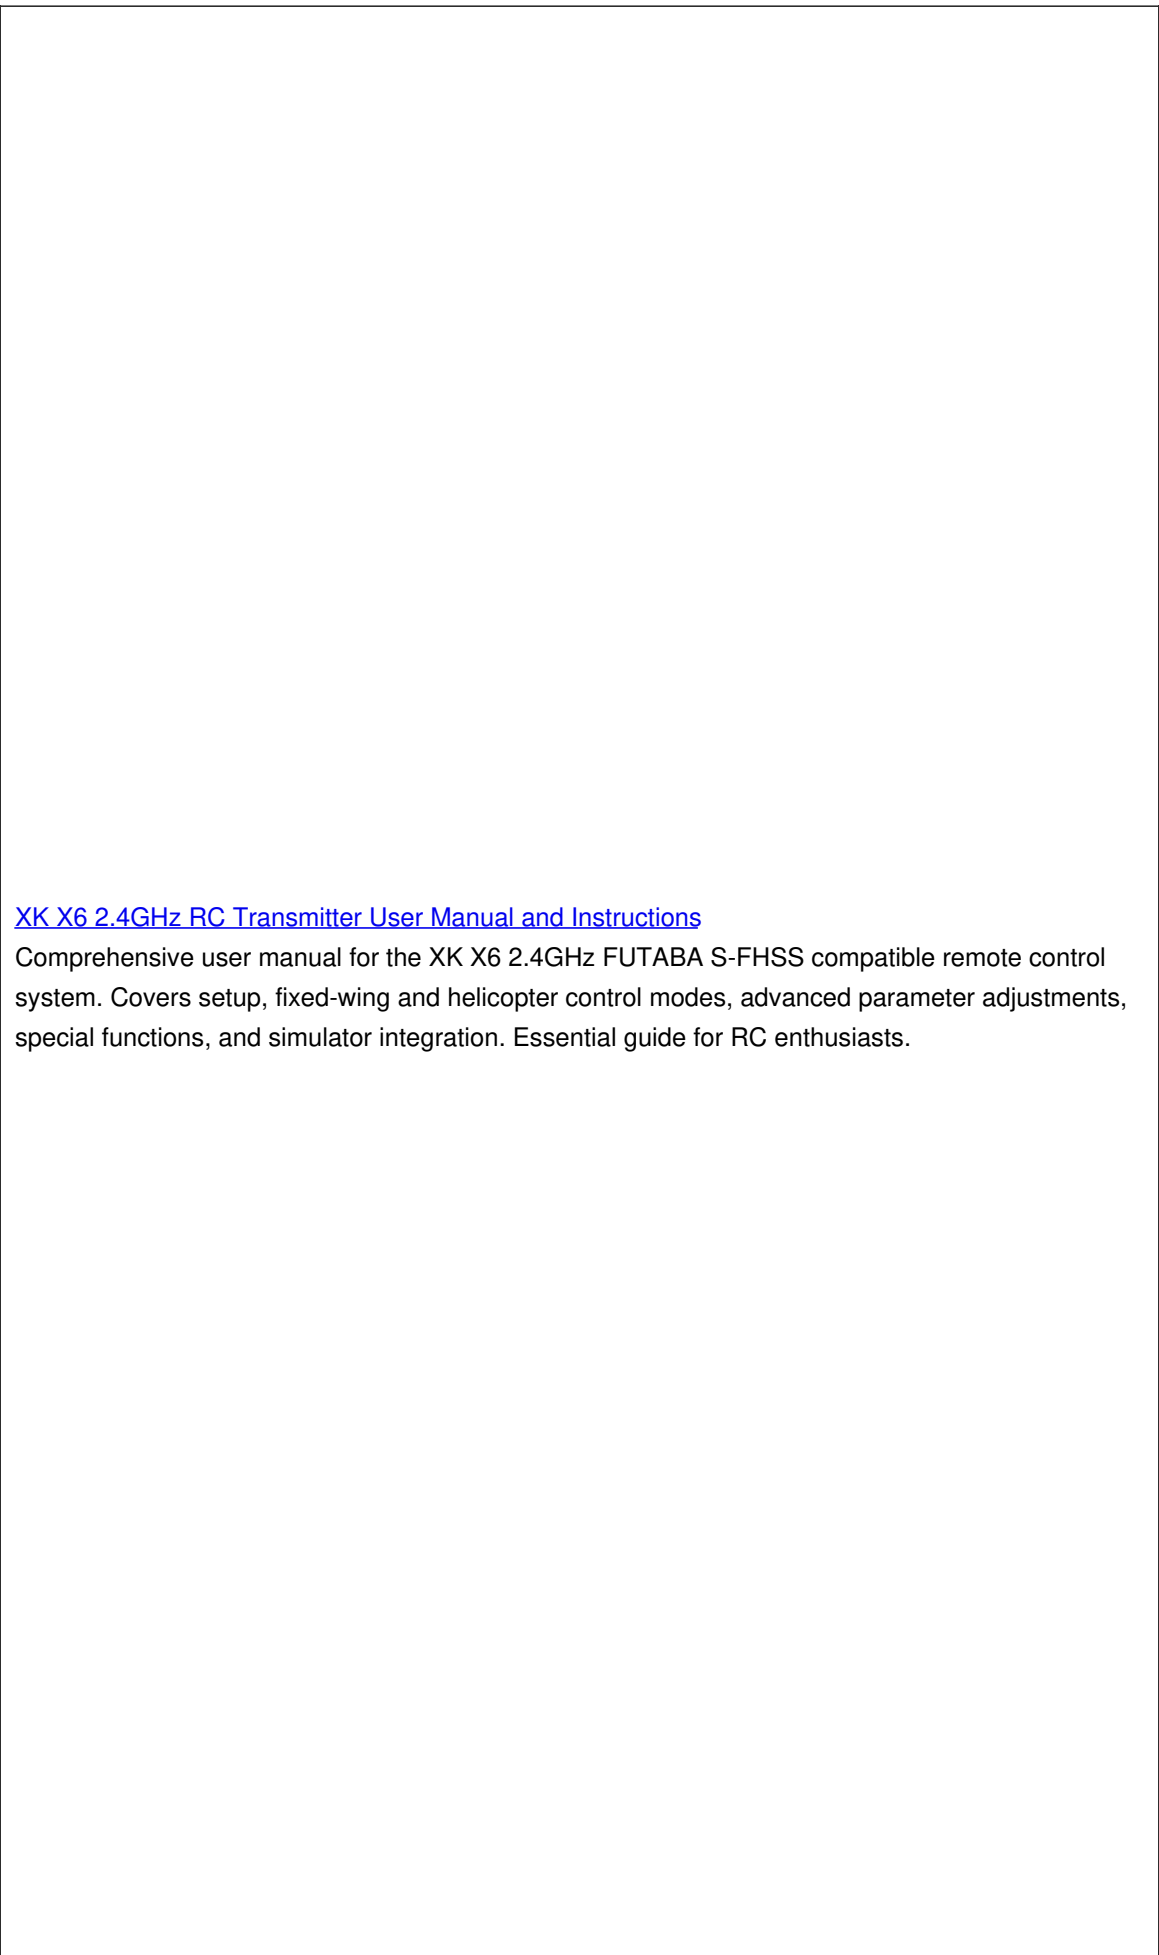 XK X6 2.4GHz RC Transmitter User Manual and Instructions
Comprehensive user manual for the XK X6 2.4GHz FUTABA S-FHSS compatible remote control
system. Covers setup, fixed-wing and helicopter control modes, advanced parameter adjustments,
special functions, and simulator integration. Essential guide for RC enthusiasts.